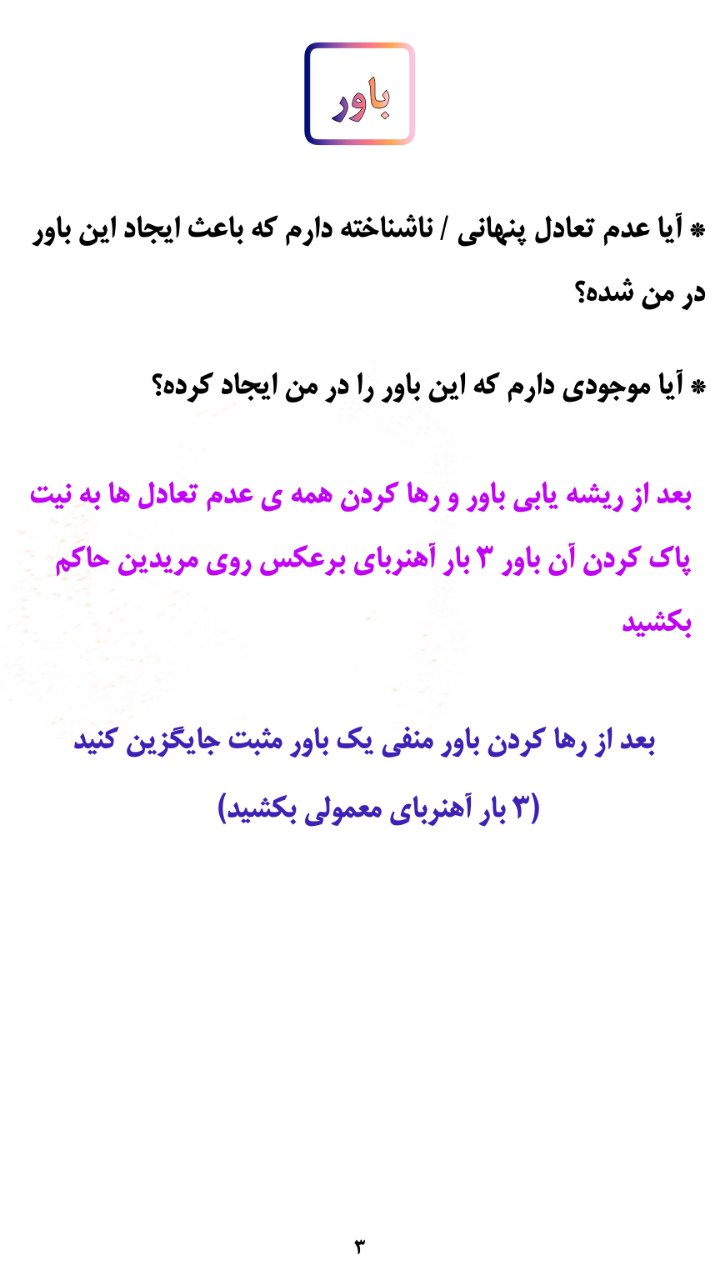 باور
* آیا عدم تعادل پنهانی / ناشناخته دارم که باعث ایجاد این باور
در من شده؟
* آیا موجودی دارم که این باور را در من ایجاد کرده؟
بعد از ریشه یابی باور و رها کردن همه ی عدم تعادل ها به نیت
پاک کردن آن باور ۳ بار آهنربای برعکس روی مریدین حاکم
بکشید
بعد از رها کردن باور منفی یک باور مثبت جایگزین کنید
(۳ بار آهنربای معمولی بکشید)
۳